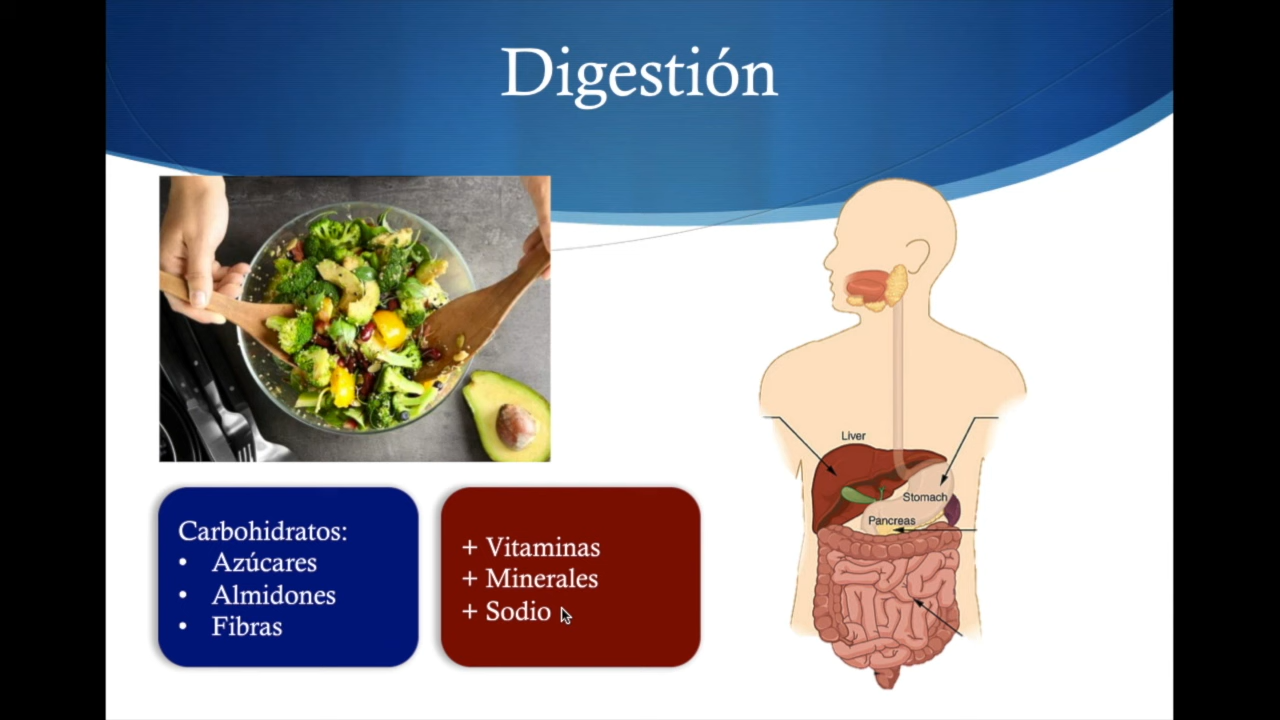 Digestión
Carbohidratos:
• Azúcares
• Almidones
• Fibras
+ Vitaminas
+ Minerales
+ Sodio
Liver
Stomach
Pancreas